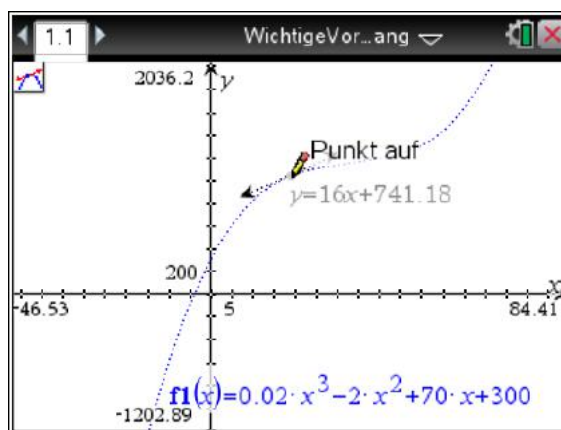 1.1 WichtigeVor...ang
2036.2 y
Punkt auf
y=16x+741.18
200
x
-46.53 5 84.41
f1(x)=0.02·x³-2·x²+70·x+300
-1202.89